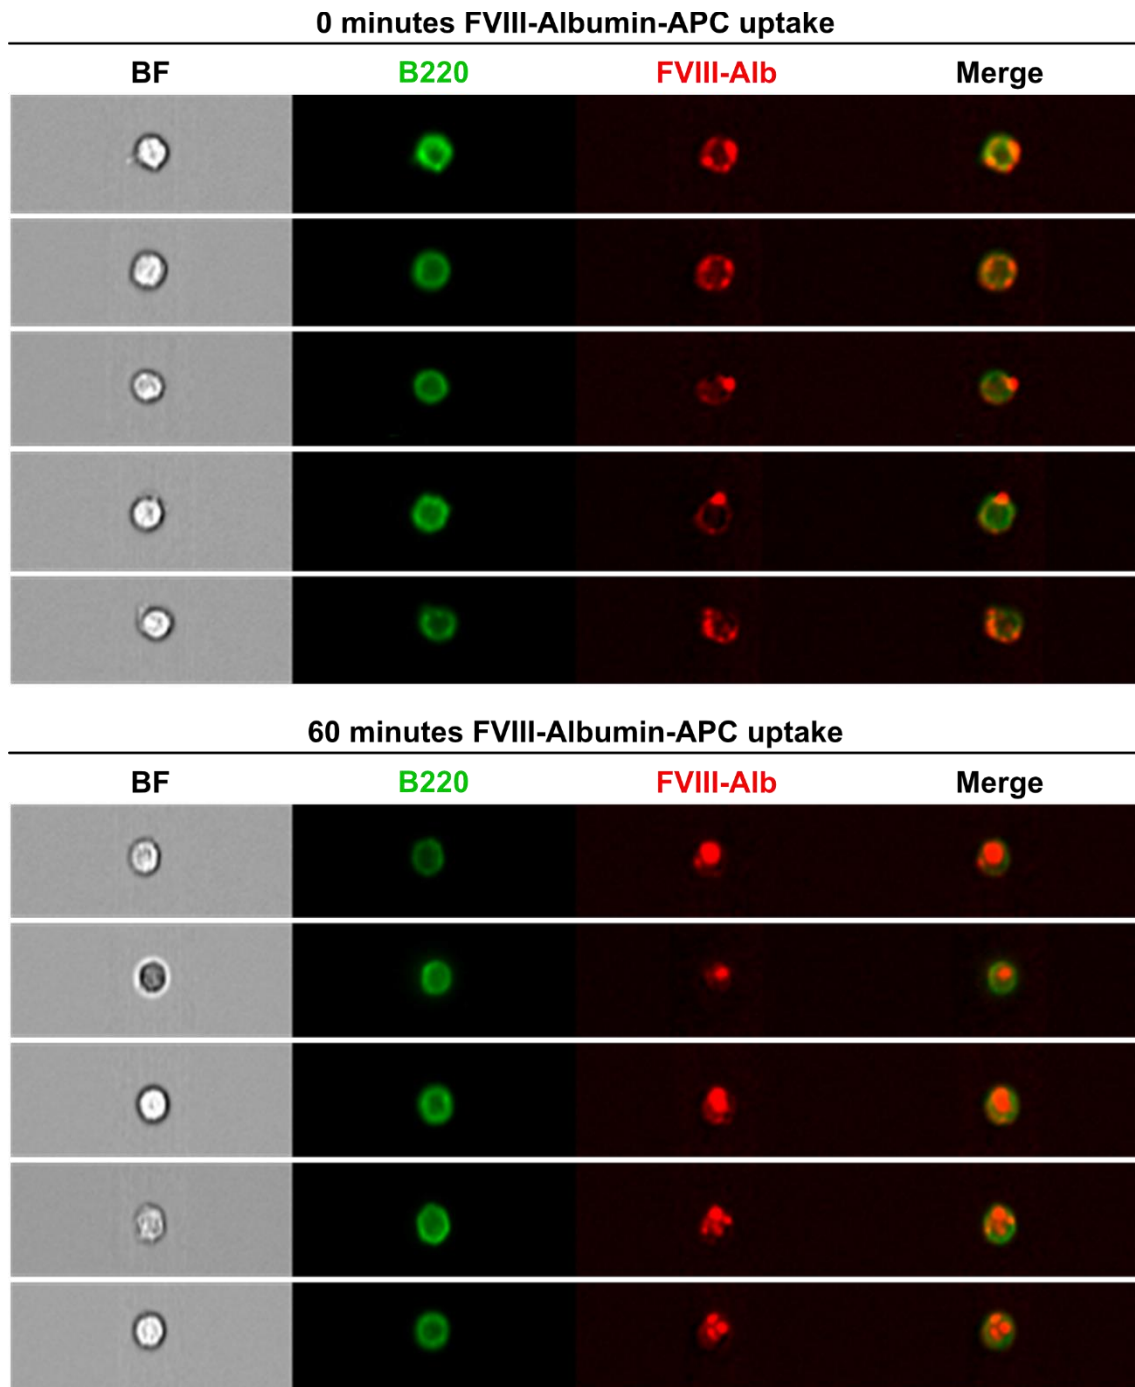 0 minutes FVIII-Albumin-APC uptake
BF B220 FVIII-Alb Merge
60 minutes FVIII-Albumin-APC uptake
BF B220 FVIII-Alb Merge